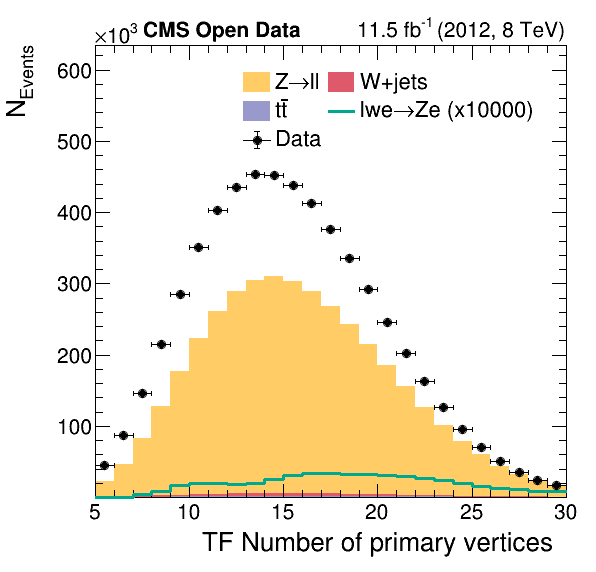 ×10³ CMS Open Data 11.5 fb⁻¹ (2012, 8 TeV)
N_Events
600
500
400
300
200
100
Z→ll W+jets
tt̄ lwe→Ze (x10000)
Data
5 10 15 20 25 30
TF Number of primary vertices